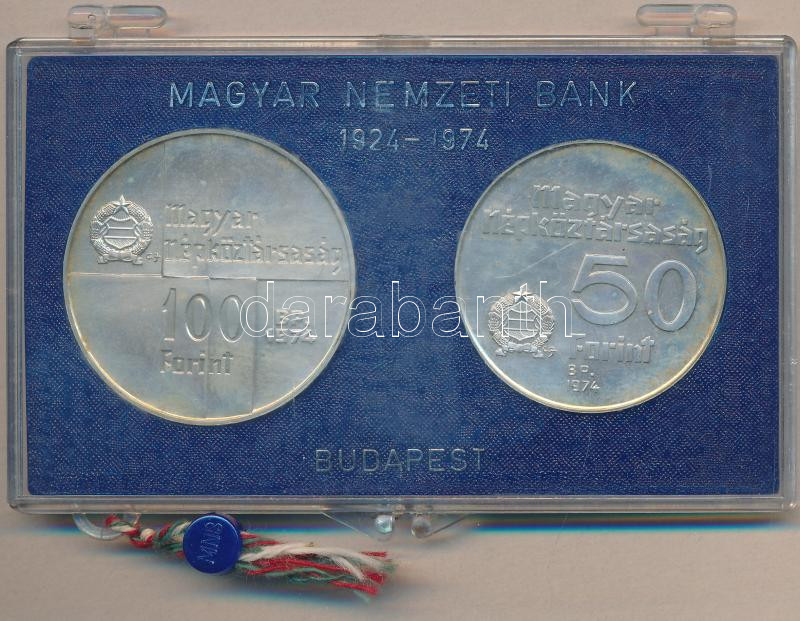 MAGYAR NEMZETI BANK
1924-1974
Magyar
Népköztársaság
100
Forint
BP.
1974
Magyar
Népköztársaság
50
Forint
BP.
1974
darabanth
BUDAPEST
MNB